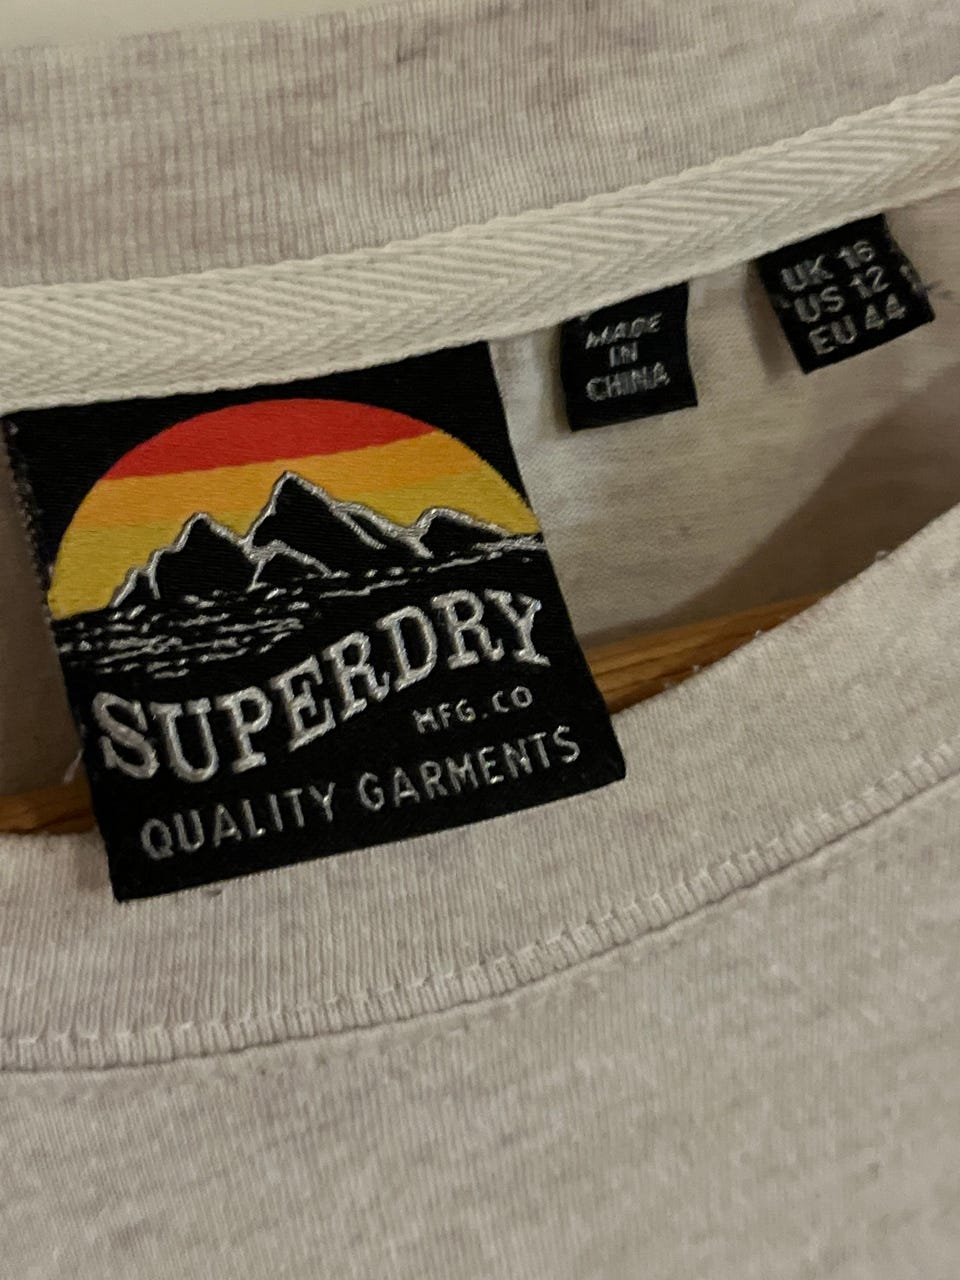 SUPERDRY
MFG. CO
QUALITY GARMENTS
MADE
IN
CHINA
UK 16
US 12
EU 44